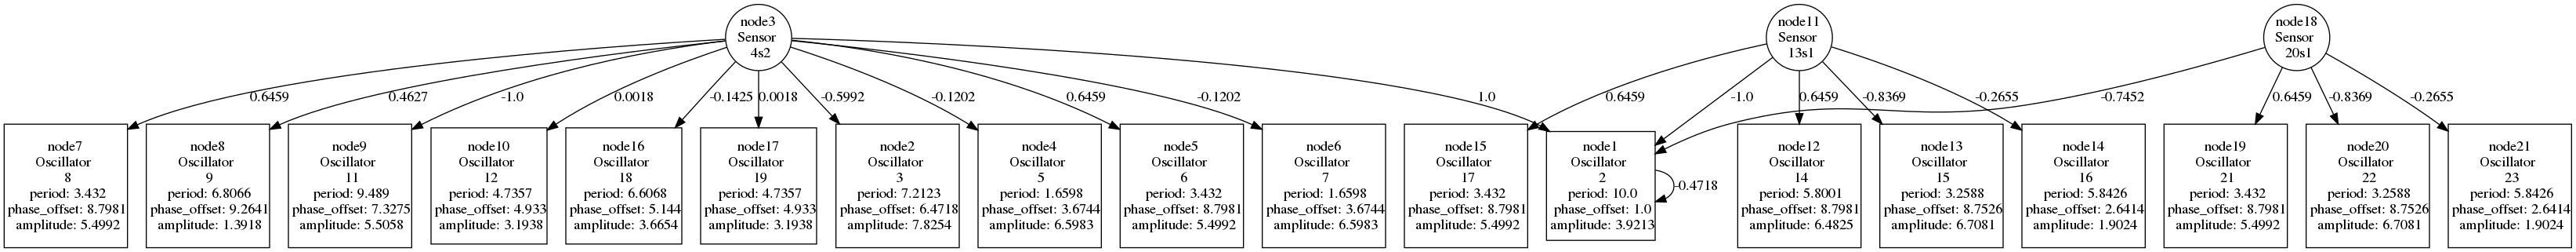 node3
Sensor
4s2
node11
Sensor
13s1
node18
Sensor
20s1
0.6459
0.4627
-1.0
0.0018
-0.1425
0.0018
-0.5992
-0.1202
0.6459
-0.1202
1.0
0.6459
-1.0
0.6459
-0.8369
-0.2655
-0.7452
0.6459
-0.8369
-0.2655
node7
Oscillator
8
period: 3.432
phase_offset: 8.7981
amplitude: 5.4992
node8
Oscillator
9
period: 6.8066
phase_offset: 9.2641
amplitude: 1.3918
node9
Oscillator
11
period: 9.489
phase_offset: 7.3275
amplitude: 5.5058
node10
Oscillator
12
period: 4.7357
phase_offset: 4.933
amplitude: 3.1938
node16
Oscillator
18
period: 6.6068
phase_offset: 5.144
amplitude: 3.6654
node17
Oscillator
19
period: 4.7357
phase_offset: 4.933
amplitude: 3.1938
node2
Oscillator
3
period: 7.2123
phase_offset: 6.4718
amplitude: 7.8254
node4
Oscillator
5
period: 1.6598
phase_offset: 3.6744
amplitude: 6.5983
node5
Oscillator
6
period: 3.432
phase_offset: 8.7981
amplitude: 5.4992
node6
Oscillator
7
period: 1.6598
phase_offset: 3.6744
amplitude: 6.5983
node15
Oscillator
17
period: 3.432
phase_offset: 8.7981
amplitude: 5.4992
node1
Oscillator
2
period: 10.0
phase_offset: 1.0
amplitude: 3.9213
-0.4718
node12
Oscillator
14
period: 5.8001
phase_offset: 8.7981
amplitude: 6.4825
node13
Oscillator
15
period: 3.2588
phase_offset: 8.7526
amplitude: 6.7081
node14
Oscillator
16
period: 5.8426
phase_offset: 2.6414
amplitude: 1.9024
node19
Oscillator
21
period: 3.432
phase_offset: 8.7981
amplitude: 5.4992
node20
Oscillator
22
period: 3.2588
phase_offset: 8.7526
amplitude: 6.7081
node21
Oscillator
23
period: 5.8426
phase_offset: 2.6414
amplitude: 1.9024